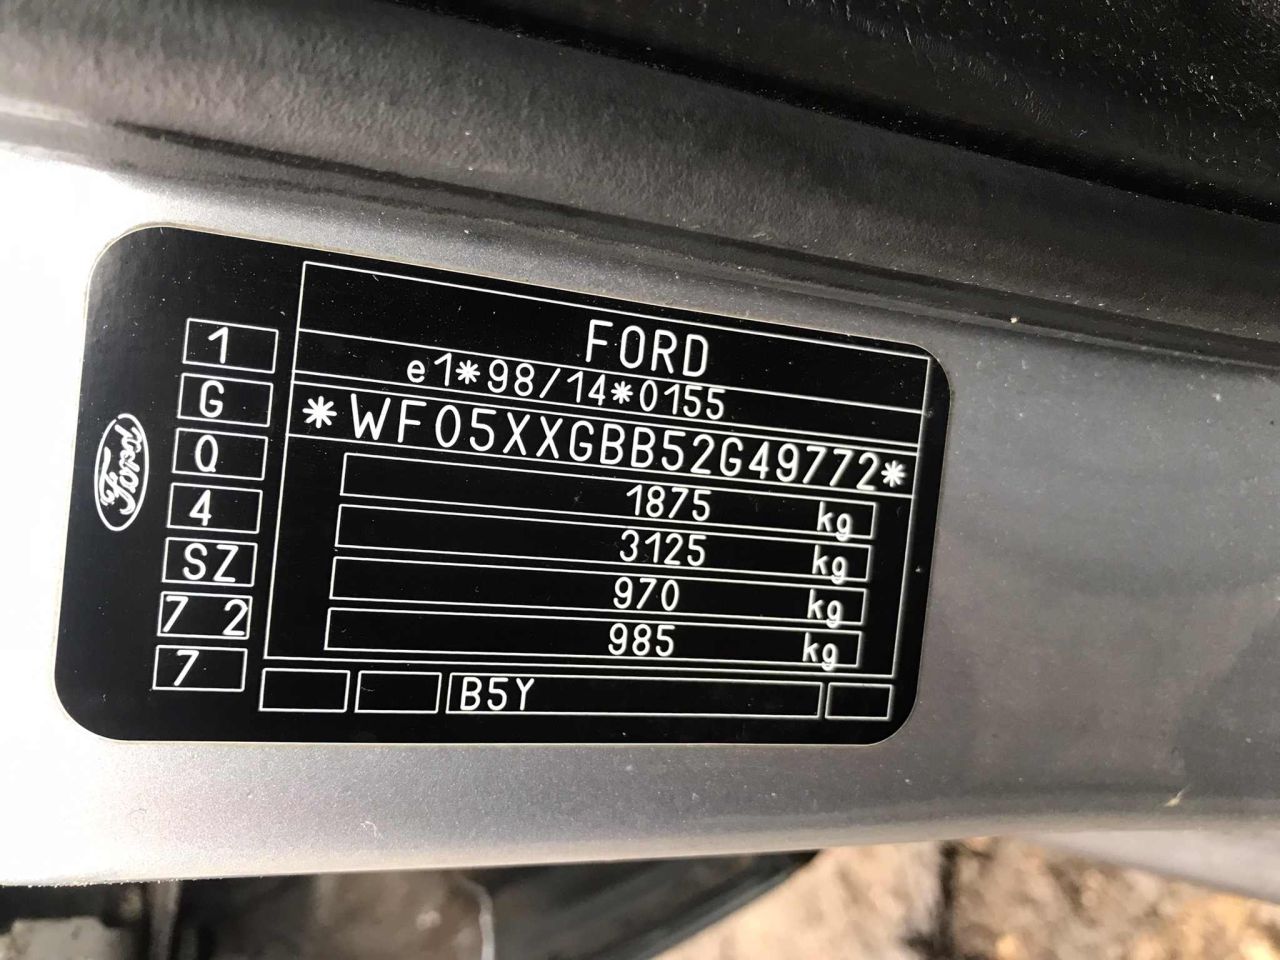 FORD
e1*98/14*0155
*WF05XXGBB52G49772*
1875 kg
3125 kg
970 kg
985 kg
B5Y
1
G
Q
4
SZ
7 2
7
Ford